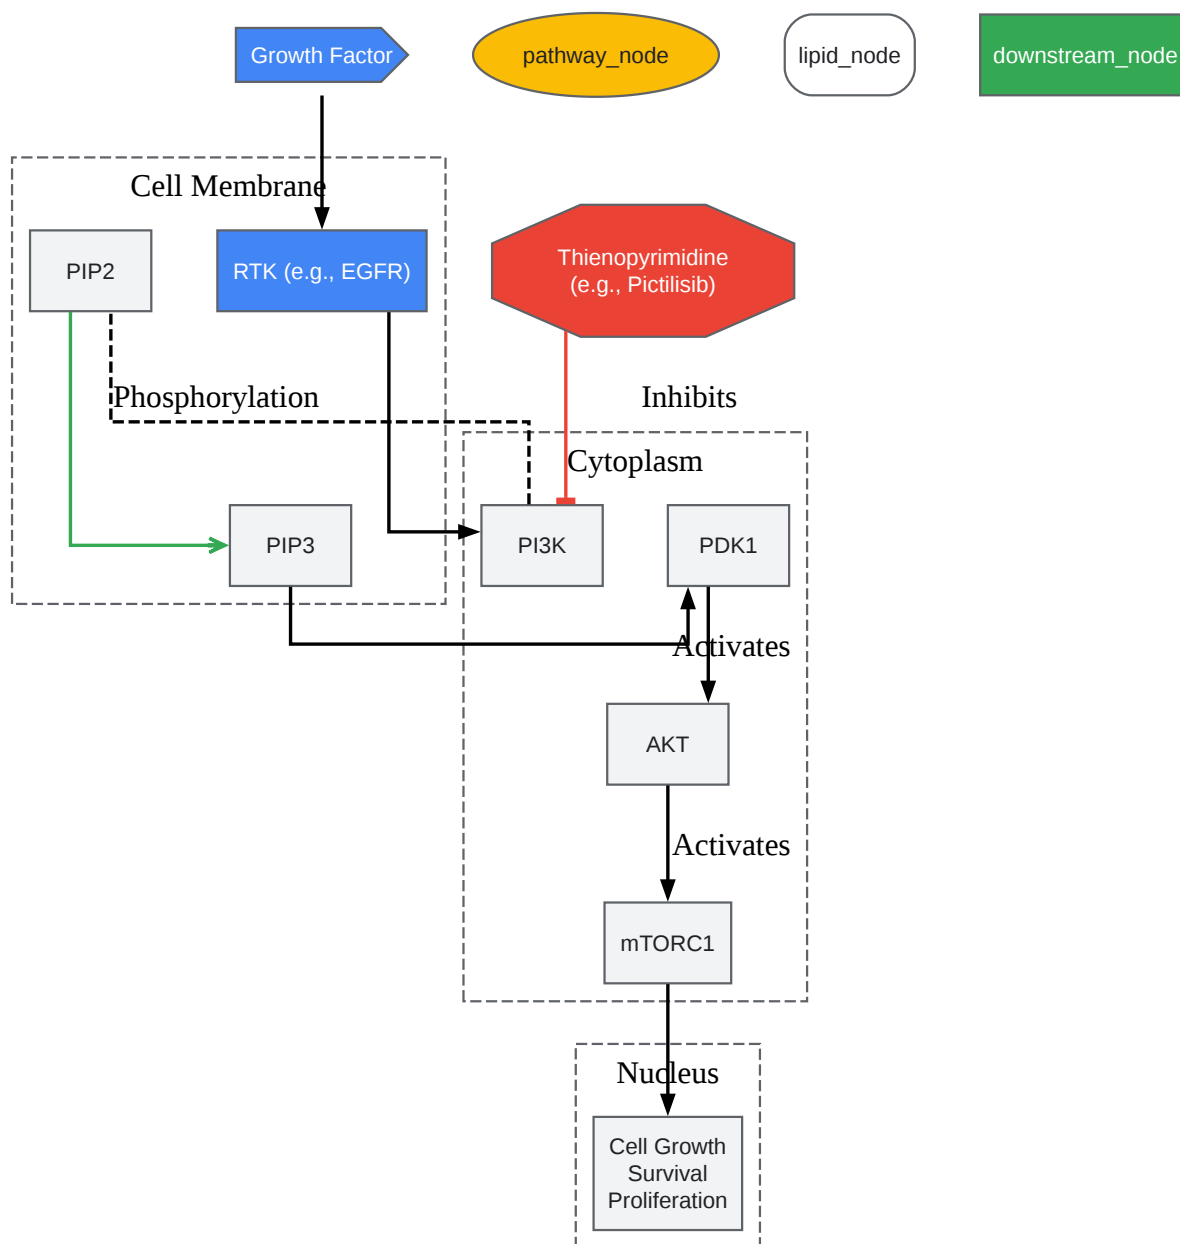 Growth Factor
pathway_node
lipid_node
downstream_node
Cell Membrane
PIP2
RTK (e.g., EGFR)
Thienopyrimidine
(e.g., Pictilisib)
Phosphorylation
Inhibits
Cytoplasm
PIP3
PI3K
PDK1
Activates
AKT
Activates
mTORC1
Nucleus
Cell Growth
Survival
Proliferation